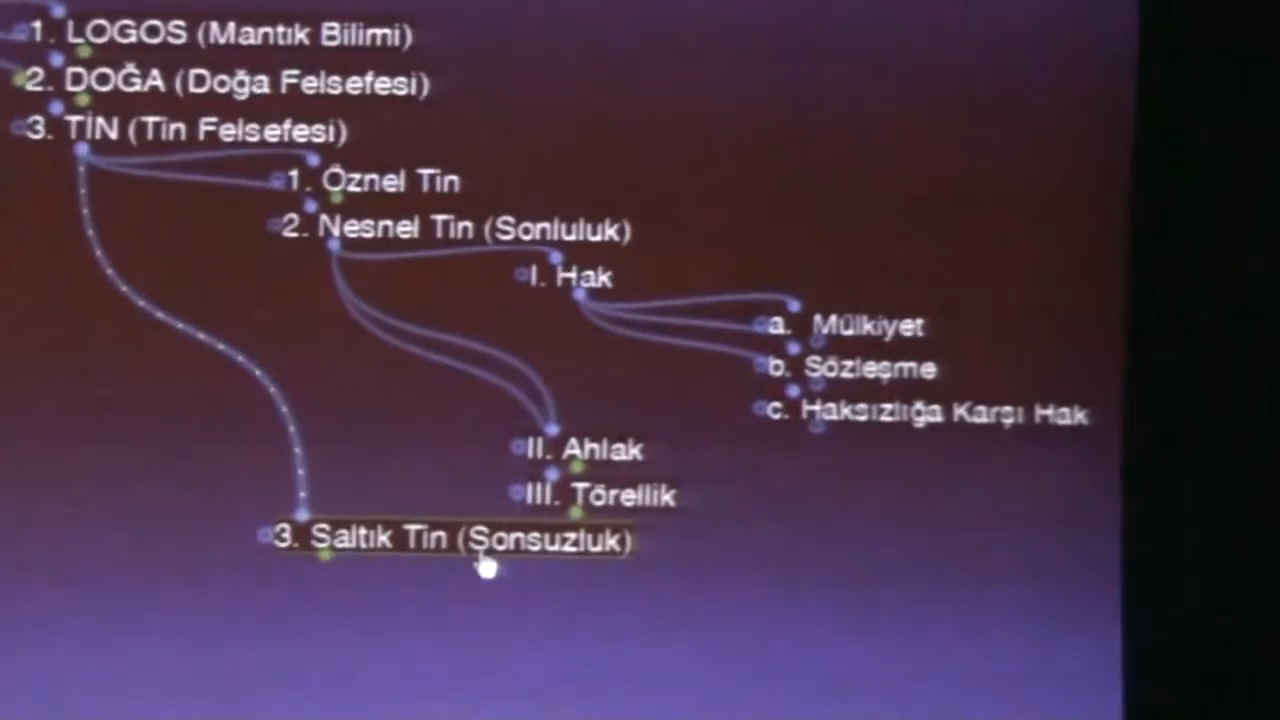 1. LOGOS (Mantık Bilimi)
2. DOĞA (Doğa Felsefesi)
3. TİN (Tin Felsefesi)
1. Öznel Tin
2. Nesnel Tin (Sonluluk)
I. Hak
a. Mülkiyet
b. Sözleşme
c. Haksızlığa Karşı Hak
II. Ahlak
III. Törellik
3. Saltık Tin (Sonsuzluk)